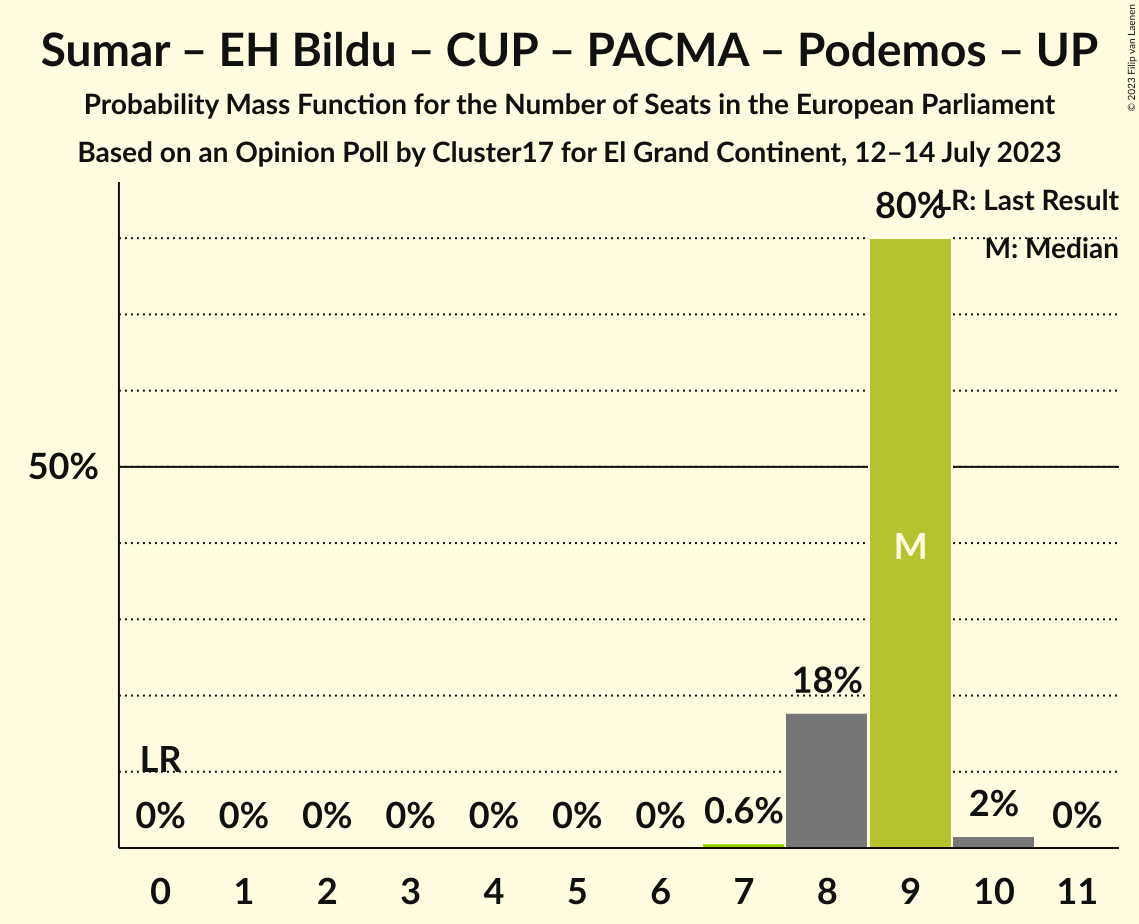 Sumar – EH Bildu – CUP – PACMA – Podemos – UP
Probability Mass Function for the Number of Seats in the European Parliament
Based on an Opinion Poll by Cluster17 for El Grand Continent, 12–14 July 2023
© 2023 Filip van Laenen
LR: Last Result
M: Median
80%
50%
M
18%
LR
0% 0% 0% 0% 0% 0% 0% 0.6% 2% 0%
0 1 2 3 4 5 6 7 8 9 10 11